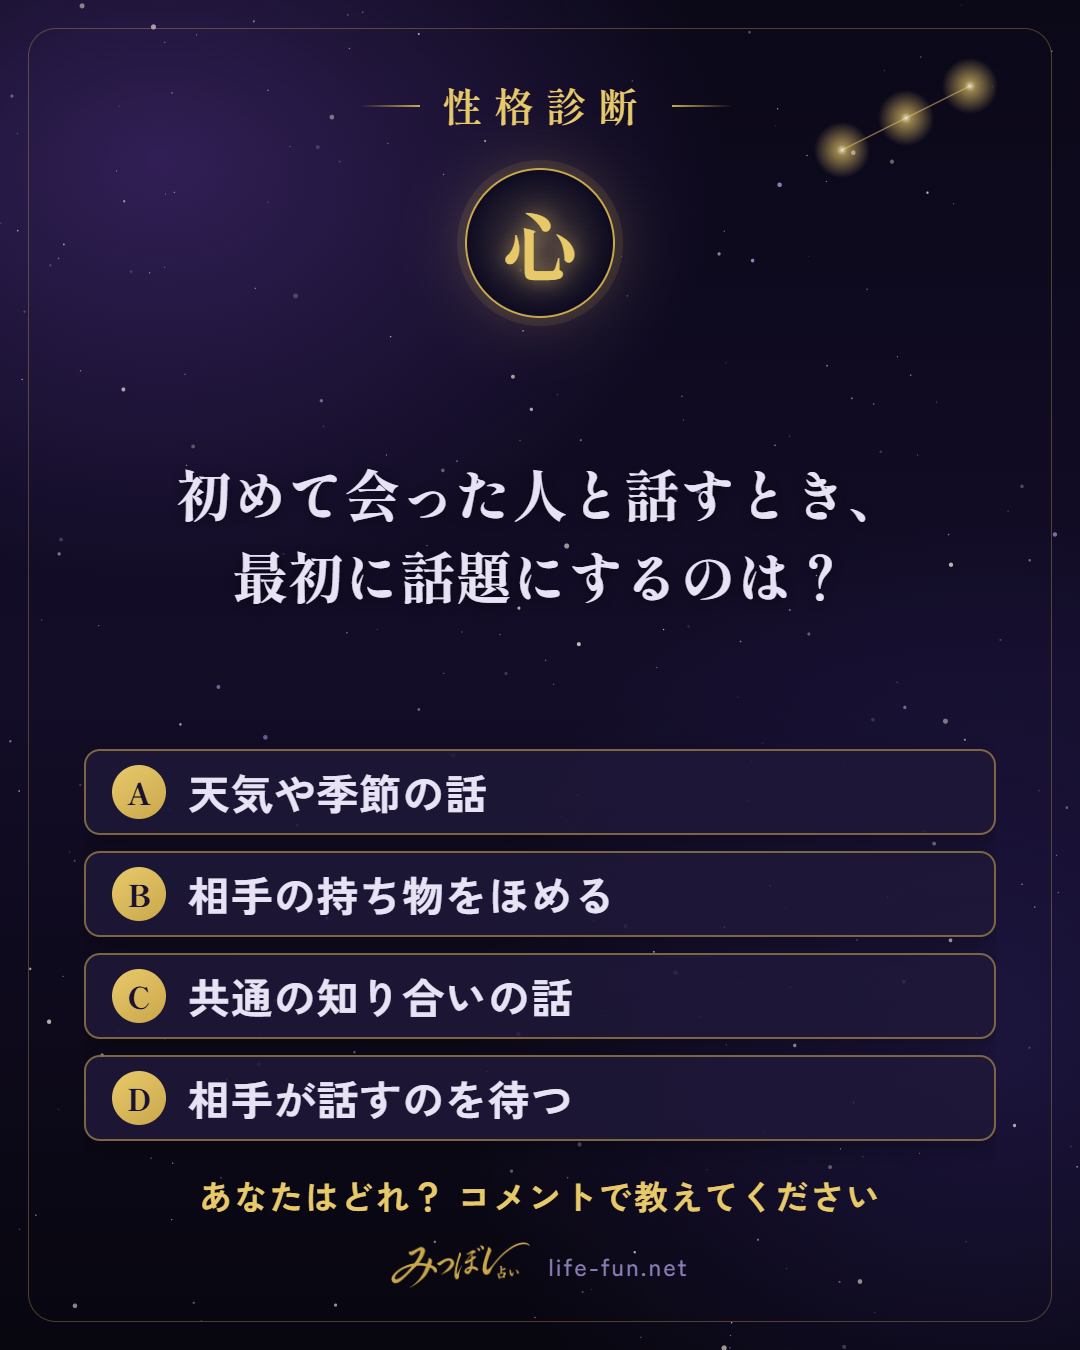 性格診断
心
初めて会った人と話すとき、
最初に話題にするのは？
A 天気や季節の話
B 相手の持ち物をほめる
C 共通の知り合いの話
D 相手が話すのを待つ
あなたはどれ？ コメントで教えてください
みつぼし占い life-fun.net